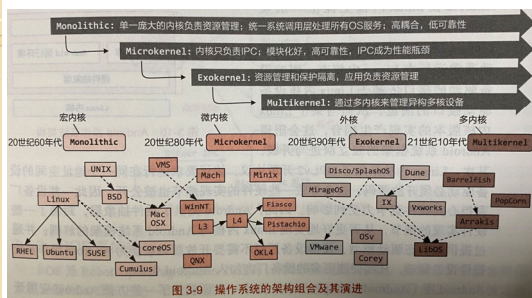 Monolithic: 单一庞大的内核负责资源管理；统一系统调用层处理所有OS服务；高耦合，低可靠性
Microkernel: 内核只负责IPC；模块化好，高可靠性，IPC成为性能瓶颈
Exokernel: 资源管理和保护隔离，应用负责资源管理
Multikernel: 通过多内核来管理异构多核设备
宏内核 微内核 外核 多内核
20世纪60年代 Monolithic 20世纪80年代 Microkernel 20世纪90年代 Exokernel 21世纪10年代 Multikernel
UNIX VMS Mach Minix Disco/SplashOS Dune BarrelFish
Linux BSD WinNT Fiasco MirageOS IX Vxworks PopCorn
Mac OSX L3 L4 Pistachio OSv Arrakis
RHEL Ubuntu SUSE coreOS QNX OKL4 VMware Corey LibOS
Cumulus
图 3-9 操作系统的架构组合及其演进